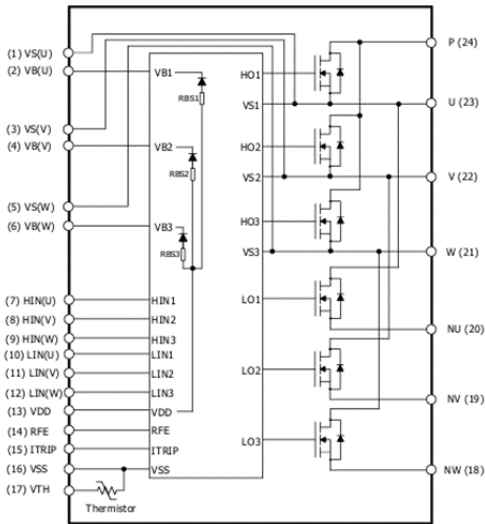 (1) VS(U)
(2) VB(U)
(3) VS(V)
(4) VB(V)
(5) VS(W)
(6) VB(W)
(7) HIN(U)
(8) HIN(V)
(9) HIN(W)
(10) LIN(U)
(11) LIN(V)
(12) LIN(W)
(13) VDD
(14) RFE
(15) ITRIP
(16) VSS
(17) VTH
Thermistor
VB1
RBS1
VB2
RBS2
VB3
RBS3
HIN1
HIN2
HIN3
LIN1
LIN2
LIN3
VDD
RFE
ITRIP
VSS
HO1
VS1
HO2
VS2
HO3
VS3
LO1
LO2
LO3
P (24)
U (23)
V (22)
W (21)
NU (20)
NV (19)
NW (18)